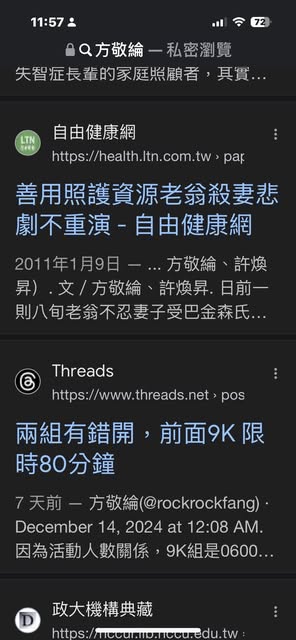 11:57
72
方敬綸 — 私密瀏覽
失智症長輩的家庭照顧者，其實...
LTN
自由健康網
https://health.ltn.com.tw › pap
善用照護資源老翁殺妻悲
劇不重演 - 自由健康網
2011年1月9日 — ... 方敬綸、許煥
昇）. 文 / 方敬綸、許煥昇. 日前一
則八旬老翁不忍妻子受巴金森氏...
Threads
https://www.threads.net › pos
兩組有錯開，前面9K 限
時80分鐘
7 天前 — 方敬綸(@rockrockfang) ·
December 14, 2024 at 12:08 AM.
因為活動人數關係，9K組是0600...
D
政大機構典藏
https://nccur.lib.nccu.edu.tw ›